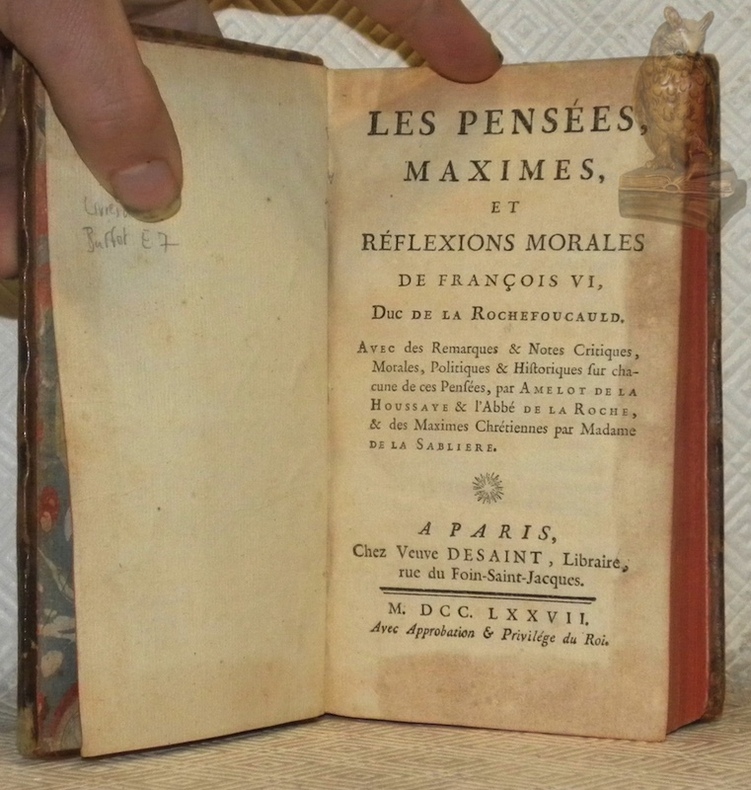 E 7
LES PENSÉES,
MAXIMES,
ET
RÉFLEXIONS MORALES
DE FRANÇOIS VI,
Duc DE LA ROCHEFOUCAULD.
AVEC des Remarques & Notes Critiques,
Morales, Politiques & Hiſtoriques ſur cha-
cune de ces Penſées, par AMELOT DE LA
HOUSSAYE & l'Abbé DE LA ROCHE,
& des Maximes Chrétiennes par Madame
DE LA SABLIERE.
A PARIS,
Chez Veuve DESAINT, Libraire,
rue du Foin-Saint-Jacques.
M. DCC. LXXVII.
Avec Approbation & Privilége du Roi.